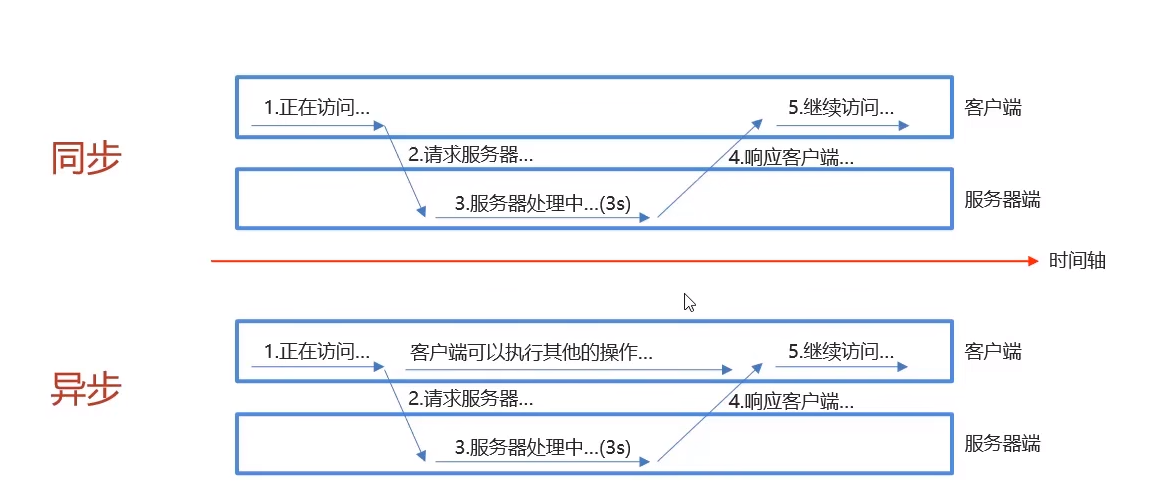 同步
1.正在访问...
5.继续访问...
客户端
2.请求服务器...
4.响应客户端...
3.服务器处理中...(3s)
服务器端
时间轴
异步
1.正在访问...
客户端可以执行其他的操作...
5.继续访问...
客户端
2.请求服务器...
4.响应客户端...
3.服务器处理中...(3s)
服务器端